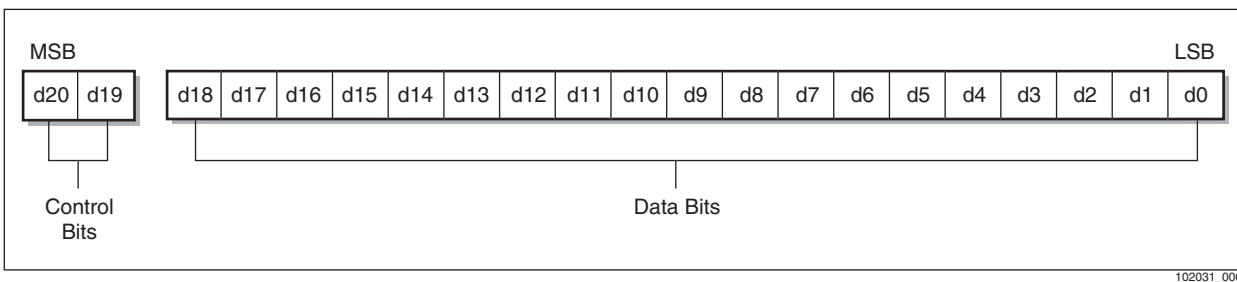 MSB LSB
d20 d19 d18 d17 d16 d15 d14 d13 d12 d11 d10 d9 d8 d7 d6 d5 d4 d3 d2 d1 d0
Control Data Bits
Bits